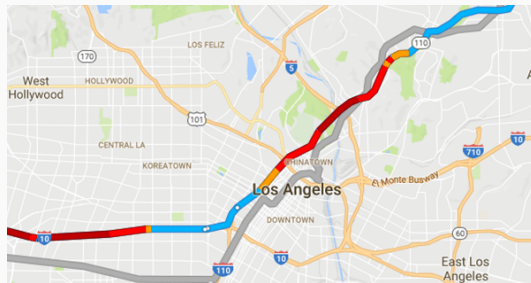 110
170
LOS FELIZ
5
West
Hollywood
HOLLYWOOD
101
CENTRAL LA
KOREATOWN
CHINATOWN
710
10
El Monte Busway
Los Angeles
DOWNTOWN
10
60
110
10
East Los
Angeles